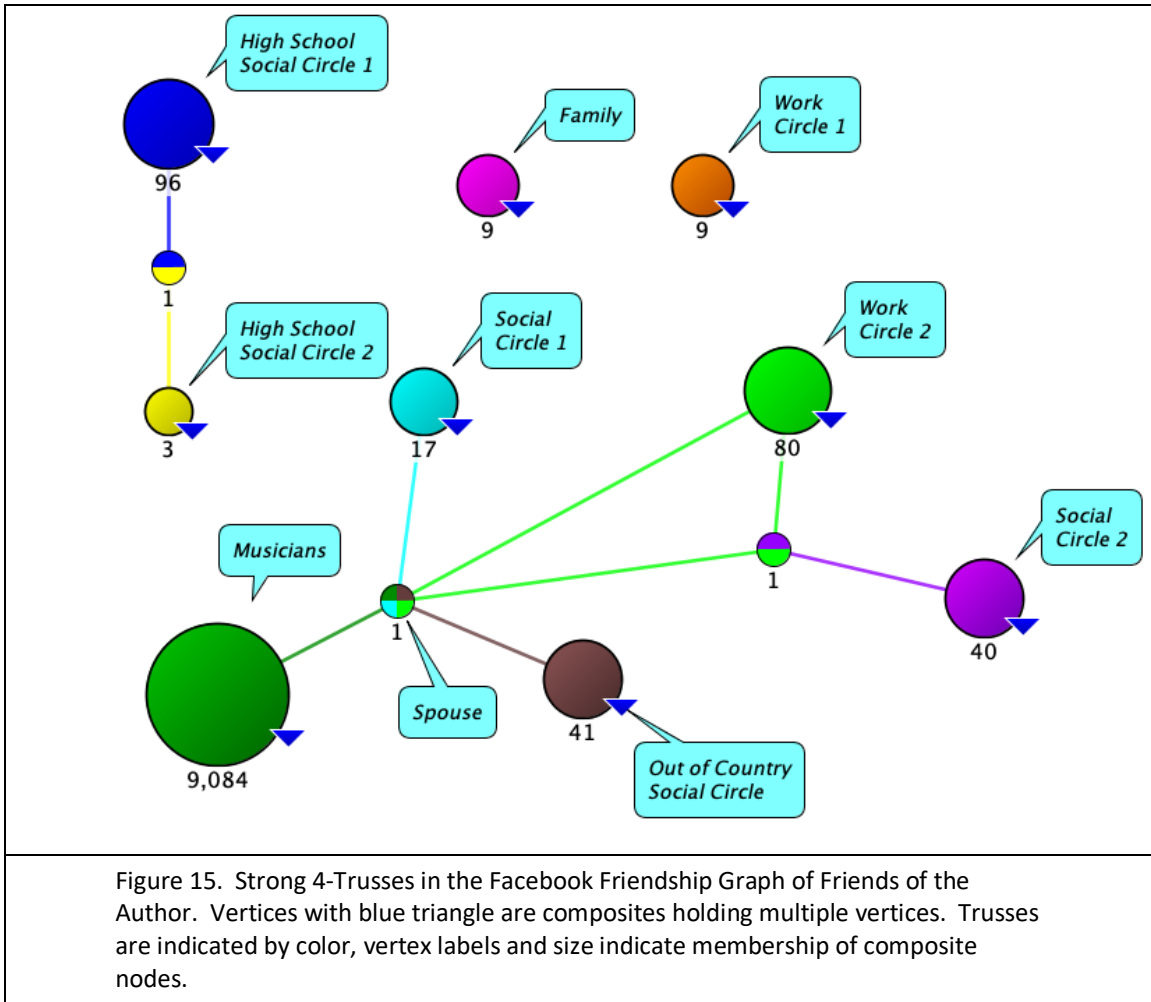 High School
Social Circle 1
96
Family
9
Work
Circle 1
9
1
High School
Social Circle 2
3
Social
Circle 1
17
Work
Circle 2
80
Social
Circle 2
40
1
Musicians
9,084
1
Spouse
41
Out of Country
Social Circle
Figure 15. Strong 4-Trusses in the Facebook Friendship Graph of Friends of the
Author. Vertices with blue triangle are composites holding multiple vertices. Trusses
are indicated by color, vertex labels and size indicate membership of composite
nodes.